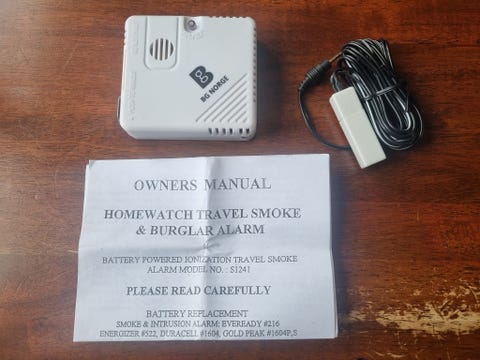 BG NORGE
OWNERS MANUAL
HOMEWATCH TRAVEL SMOKE
& BURGLAR ALARM
BATTERY POWERED IONIZATION TRAVEL SMOKE
ALARM MODEL NO. : S1241
PLEASE READ CAREFULLY
BATTERY REPLACEMENT
SMOKE & INTRUSION ALARM: EVEREADY #216
ENERGIZER #522, DURACELL #1604, GOLD PEAK #1604P,S